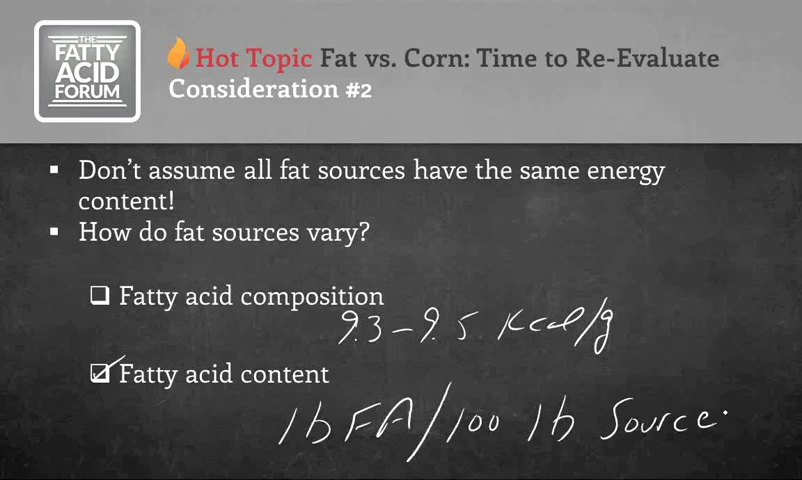 THE
FATTY
ACID
FORUM
Hot Topic Fat vs. Corn: Time to Re-Evaluate
Consideration #2
Don't assume all fat sources have the same energy
content!
How do fat sources vary?
Fatty acid composition
9.3 – 9.5 Kcal/g
Fatty acid content
lb FA/100 lb Source